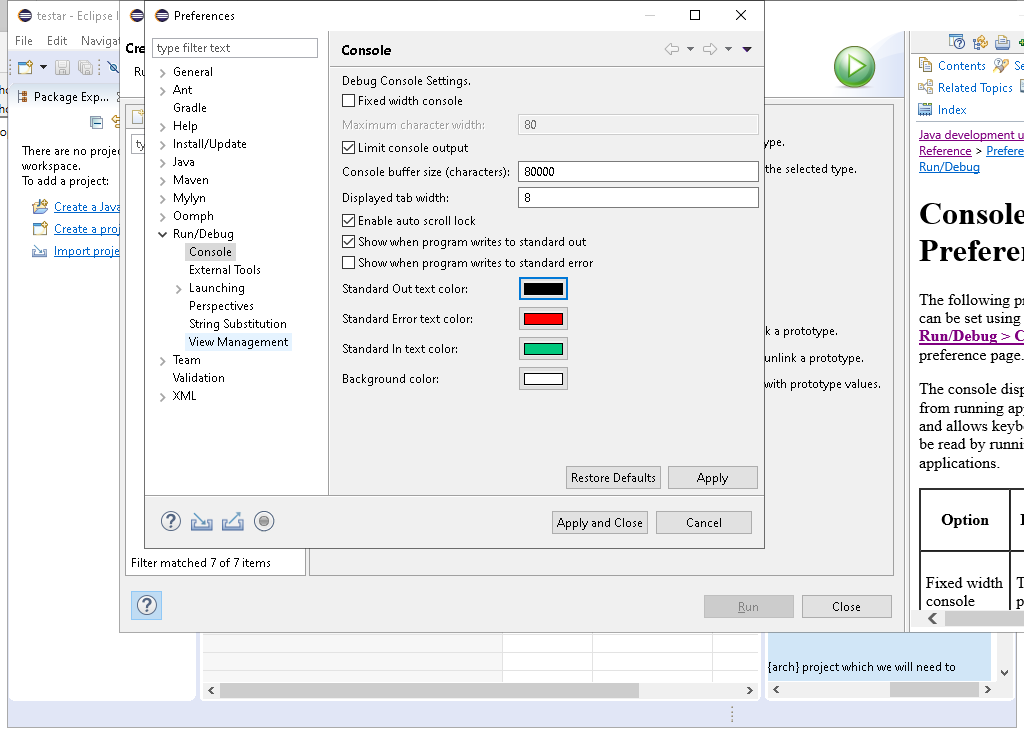 testar - Eclipse I
File Edit Navigat
Package Exp...
There are no projec
workspace.
To add a project:
Create a Java
Create a proj
Import proje
Cre
Ru
ty
Filter matched 7 of 7 items
Preferences
type filter text
General
Ant
Gradle
Help
Install/Update
Java
Maven
Mylyn
Oomph
Run/Debug
Console
External Tools
Launching
Perspectives
String Substitution
View Management
Team
Validation
XML
Console
Debug Console Settings.
Fixed width console
Maximum character width: 80
Limit console output
Console buffer size (characters): 80000
Displayed tab width: 8
Enable auto scroll lock
Show when program writes to standard out
Show when program writes to standard error
Standard Out text color:
Standard Error text color:
Standard In text color:
Background color:
Restore Defaults Apply
Apply and Close Cancel
ype.
the selected type.
k a prototype.
unlink a prototype.
with prototype values.
Run Close
Contents Se
Related Topics
Index
Java development u
Reference > Prefere
Run/Debug
Console
Preferen
The following pr
can be set using
Run/Debug > C
preference page.
The console disp
from running app
and allows keybo
be read by runnin
applications.
Option
Fixed width T
console p
{arch} project which we will need to